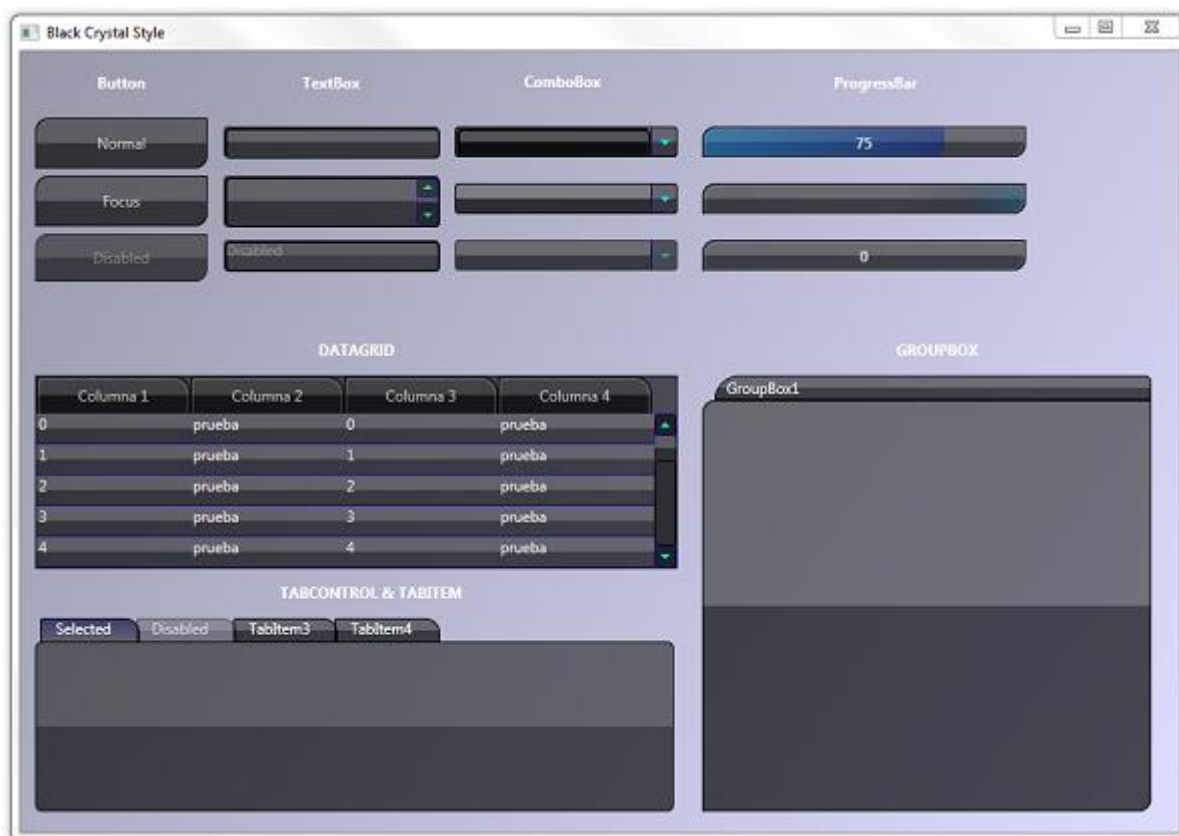 Black Crystal Style
Button TextBox ComboBox ProgressBar
Normal 75
Focus
Disabled Disabled 0
DATAGRID GROUPBOX
Columna 1 Columna 2 Columna 3 Columna 4 GroupBox1
0 prueba 0 prueba
1 prueba 1 prueba
2 prueba 2 prueba
3 prueba 3 prueba
4 prueba 4 prueba
TABCONTROL & TABITEM
Selected Disabled TabItem3 TabItem4